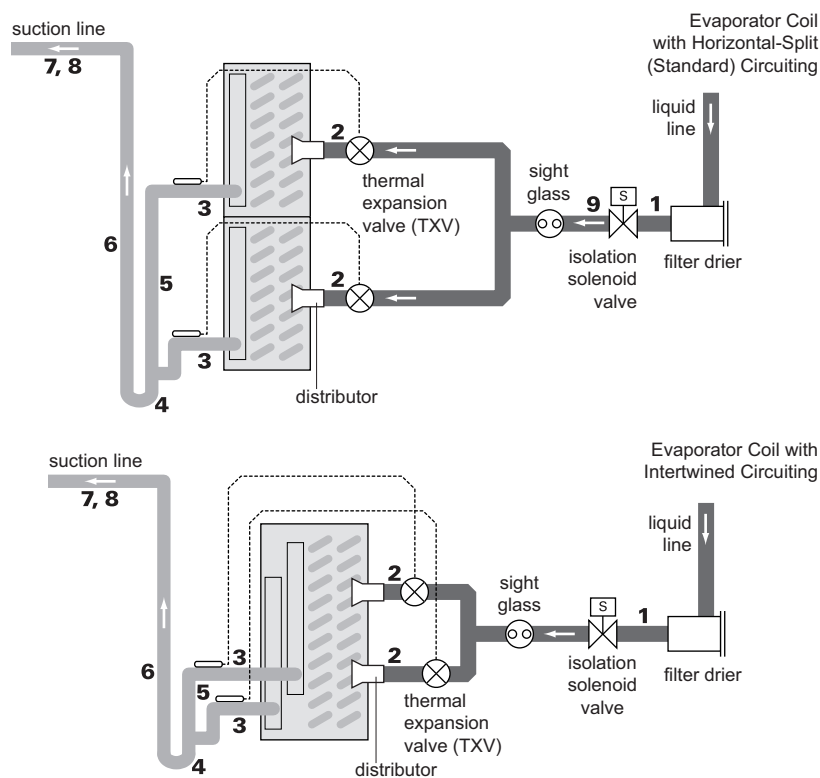 suction line
7, 8
Evaporator Coil
with Horizontal-Split
(Standard) Circuiting
liquid
line
2
thermal
expansion
valve (TXV)
sight
glass
S
9
1
isolation
solenoid
valve
filter drier
3
6
5
2
3
4
distributor
Evaporator Coil with
Intertwined Circuiting
suction line
7, 8
liquid
line
2
sight
glass
S
1
isolation
solenoid
valve
filter drier
6
3
5
3
2
4
thermal
expansion
valve (TXV)
distributor